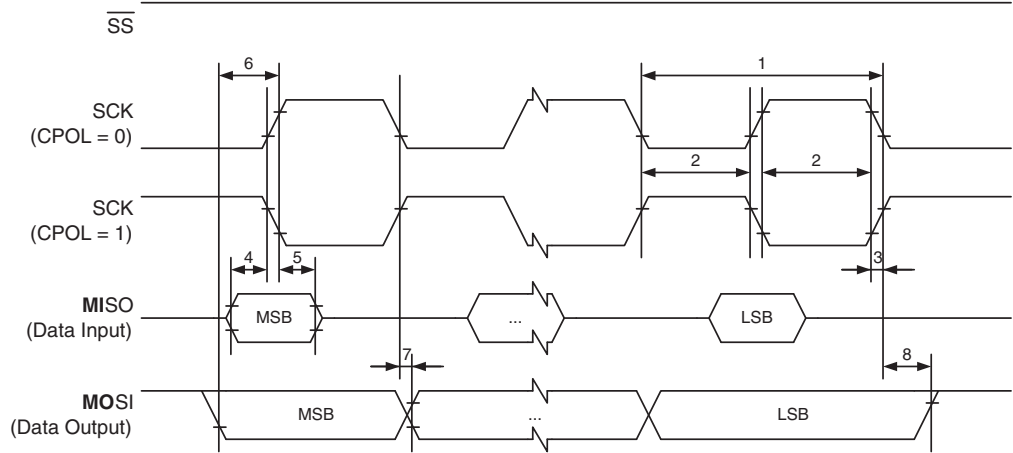 SS
6
1
SCK
(CPOL = 0)
2
2
SCK
(CPOL = 1)
4
5
3
MISO
(Data Input)
MSB
...
LSB
7
8
MOSI
(Data Output)
MSB
...
LSB